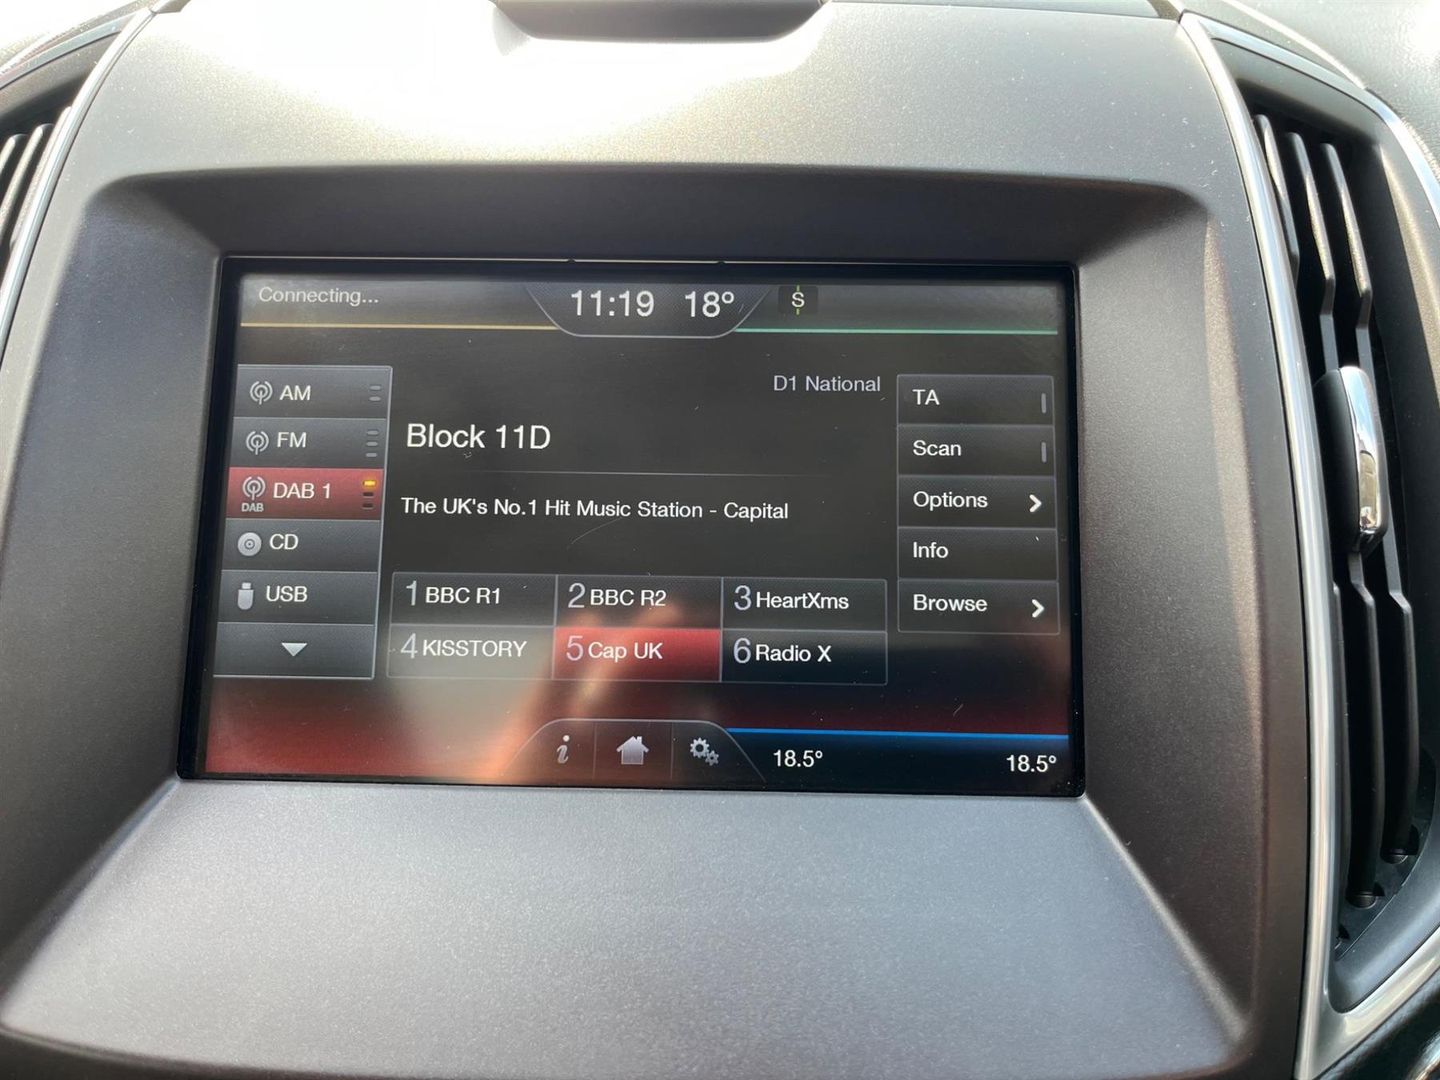 Connecting...
11:19 18° S
D1 National
AM
FM
DAB 1
DAB
CD
USB
Block 11D
The UK's No.1 Hit Music Station - Capital
1 BBC R1
2 BBC R2
3 HeartXms
4 KISSTORY
5 Cap UK
6 Radio X
TA
Scan
Options
Info
Browse
i
18.5°
18.5°